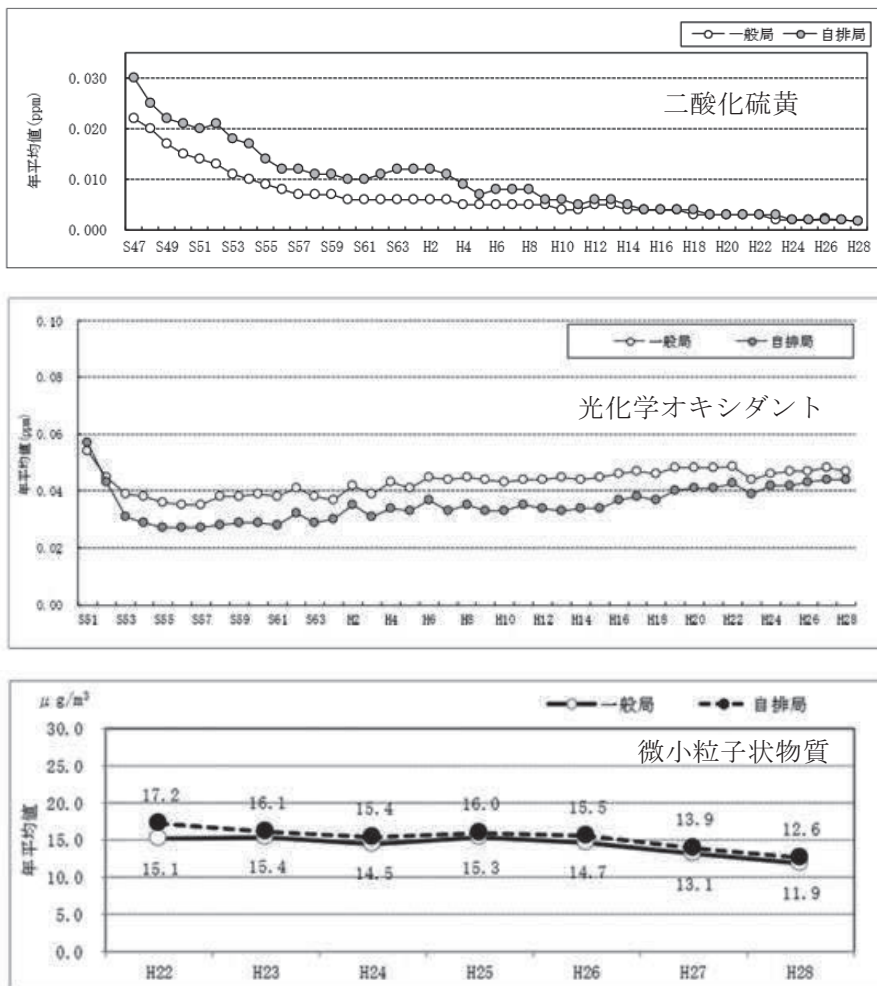 一般局 自排局
二酸化硫黄
年平均値(ppm)
0.030
0.020
0.010
0.000
S47 S49 S51 S53 S55 S57 S59 S61 S63 H2 H4 H6 H8 H10 H12 H14 H16 H18 H20 H22 H24 H26 H28
一般局 自排局
光化学オキシダント
年平均値(ppm)
0.10
0.08
0.06
0.04
0.02
0.00
S51 S53 S55 S57 S59 S61 S63 H2 H4 H6 H8 H10 H12 H14 H16 H18 H20 H22 H24 H26 H28
μg/m³ 一般局 自排局
微小粒子状物質
年平均値
30.0
25.0
20.0
15.0
10.0
5.0
0.0
17.2 16.1 15.4 16.0 15.5 13.9 12.6
15.1 15.4 14.5 15.3 14.7 13.1 11.9
H22 H23 H24 H25 H26 H27 H28